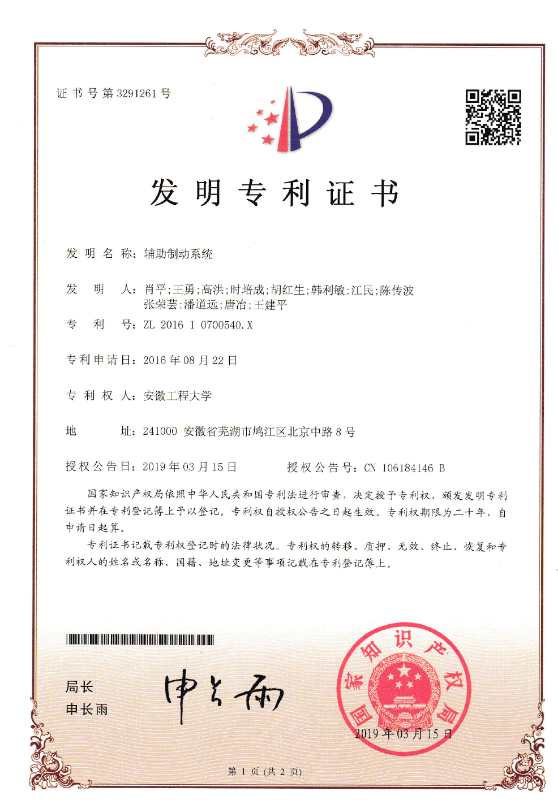 证书号第3291261号
发明专利证书
发明名称：辅助制动系统
发明人：肖平;王勇;高洪;时培成;胡红生;韩利敏;江民;陈传波
张荣芸;潘道远;唐冶;王建平
专利号：ZL 2016 1 0700540.X
专利申请日：2016年08月22日
专利权人：安徽工程大学
地址：241000 安徽省芜湖市鸠江区北京中路8号
授权公告日：2019年03月15日 授权公告号：CN 106184146 B
国家知识产权局依照中华人民共和国专利法进行审查，决定授予专利权，颁发发明专利
证书并在专利登记簿上予以登记。专利权自授权公告之日起生效。专利权期限为二十年，自
申请日起算。
专利证书记载专利权登记时的法律状况。专利权的转移、质押、无效、终止、恢复和专
利权人的姓名或名称、国籍、地址变更等事项记载在专利登记簿上。
局长
申长雨
申长雨
国家知识产权局
2019年03月15日
第 1 页 (共 2 页)